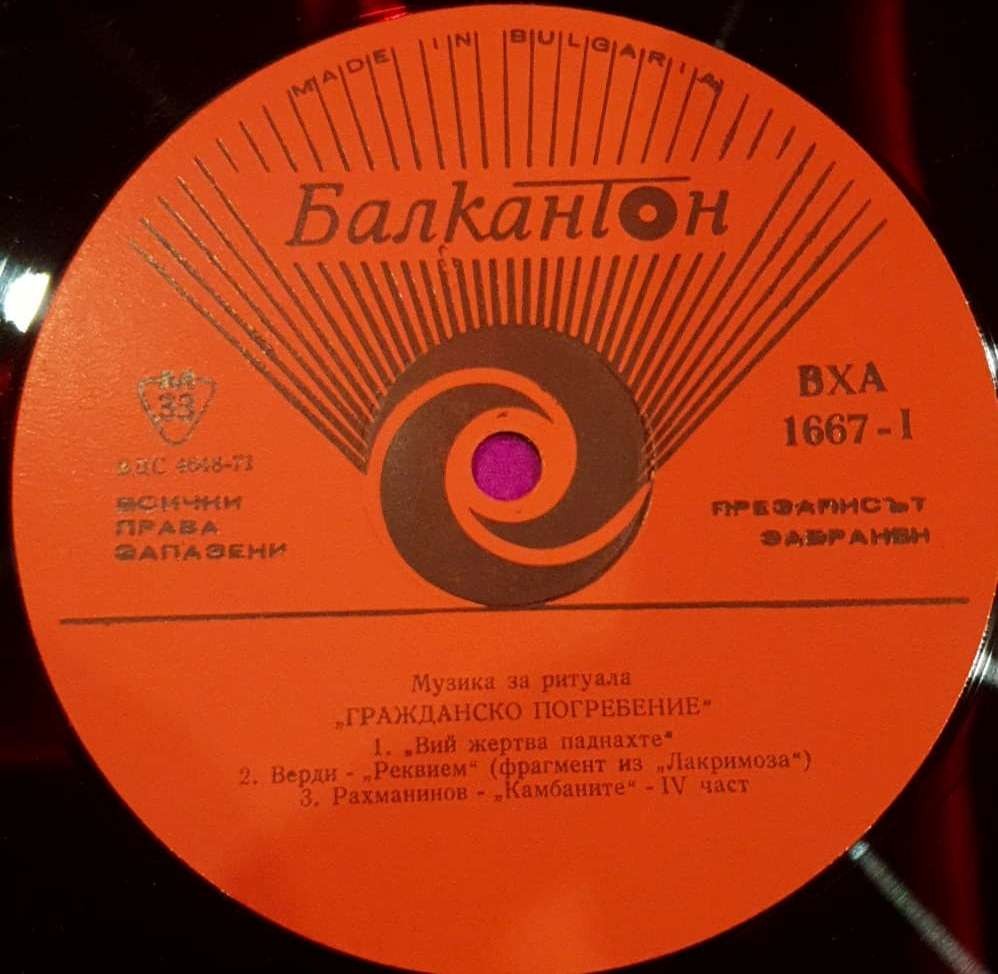 MADE IN BULGARIA
Балкантон
33
ВХА
1667-I
4648-71
ВСИЧКИ
ПРАВА
ЗАПАЗЕНИ
ПРЕЗАПИСЪТ
ЗАБРАНЕН
Музика за ритуала
„ГРАЖДАНСКО ПОГРЕБЕНИЕ“
1. „Вий жертва паднахте“
2. Верди - „Реквием“ (фрагмент из „Лакримоза“)
3. Рахманинов - „Камбаните“ - IV част